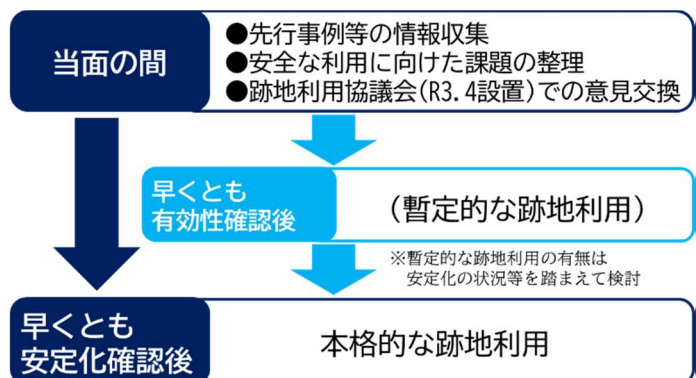 当面の間
●先行事例等の情報収集
●安全な利用に向けた課題の整理
●跡地利用協議会(R3.4設置)での意見交換
早くとも
有効性確認後
(暫定的な跡地利用)
※暫定的な跡地利用の有無は
安定化の状況等を踏まえて検討
早くとも
安定化確認後
本格的な跡地利用